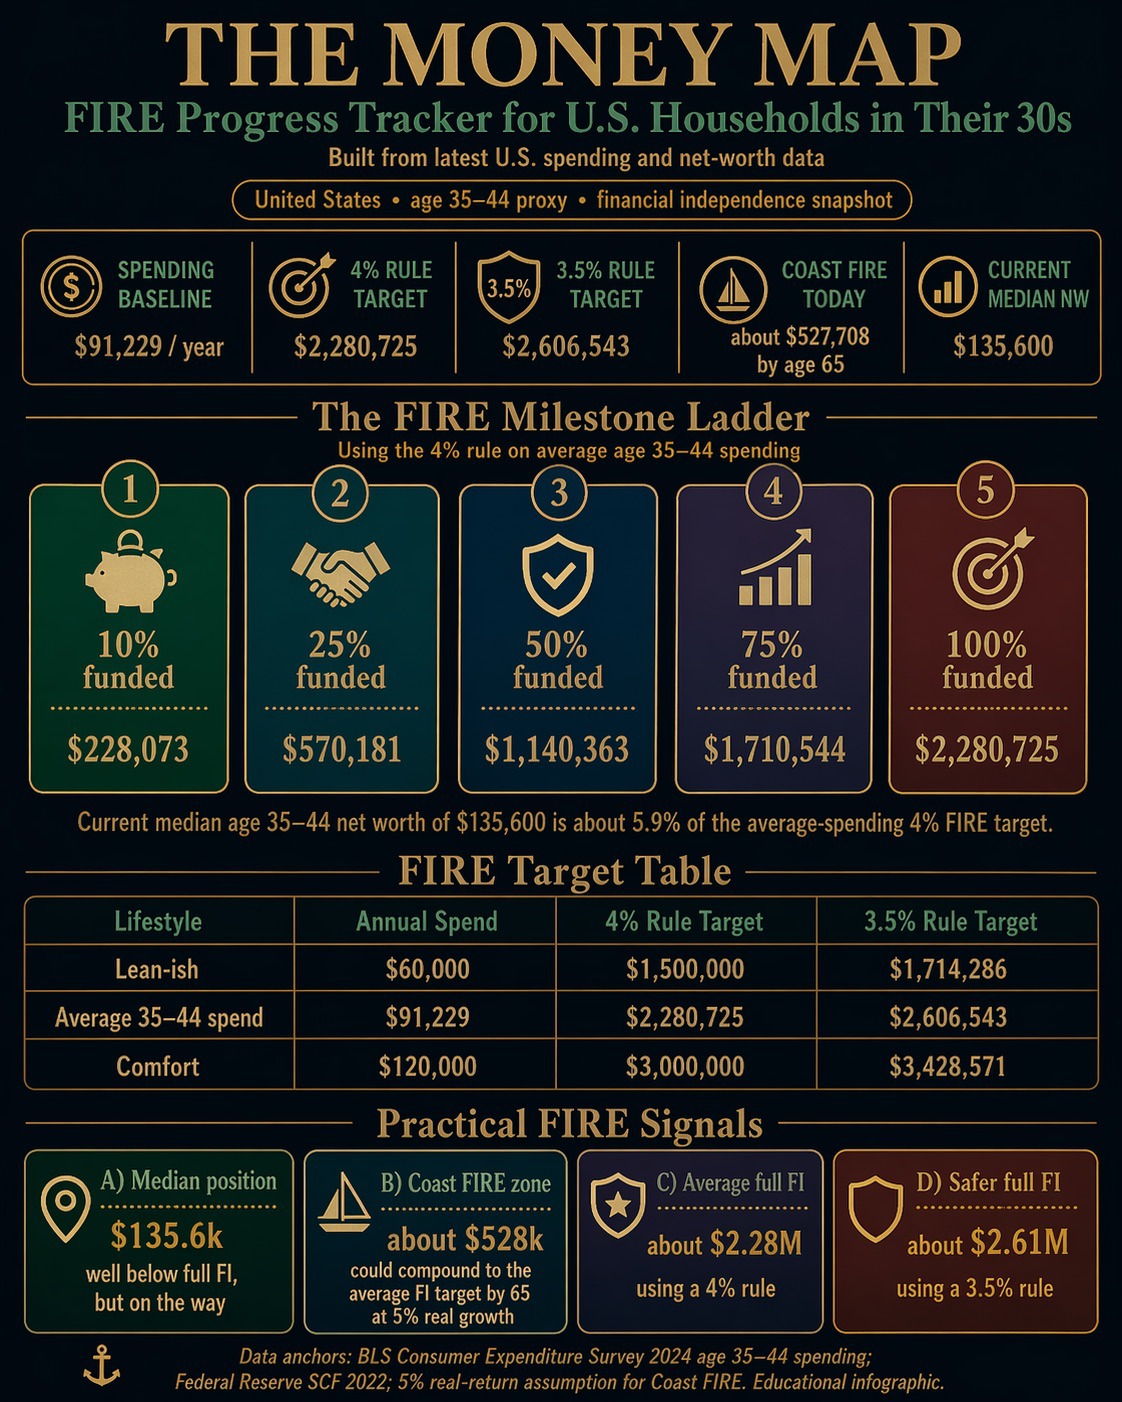 THE MONEY MAP
FIRE Progress Tracker for U.S. Households in Their 30s
Built from latest U.S. spending and net-worth data
United States • age 35–44 proxy • financial independence snapshot
$
SPENDING
BASELINE
$91,229 / year
4% RULE
TARGET
$2,280,725
3.5%
3.5% RULE
TARGET
$2,606,543
COAST FIRE
TODAY
about $527,708
by age 65
CURRENT
MEDIAN NW
$135,600
The FIRE Milestone Ladder
Using the 4% rule on average age 35–44 spending
1
10%
funded
$228,073
2
25%
funded
$570,181
3
50%
funded
$1,140,363
4
75%
funded
$1,710,544
5
100%
funded
$2,280,725
Current median age 35–44 net worth of $135,600 is about 5.9% of the average-spending 4% FIRE target.
FIRE Target Table
Lifestyle Annual Spend 4% Rule Target 3.5% Rule Target
Lean-ish $60,000 $1,500,000 $1,714,286
Average 35–44 spend $91,229 $2,280,725 $2,606,543
Comfort $120,000 $3,000,000 $3,428,571
Practical FIRE Signals
A) Median position
$135.6k
well below full FI,
but on the way
B) Coast FIRE zone
about $528k
could compound to the
average FI target by 65
at 5% real growth
C) Average full FI
about $2.28M
using a 4% rule
D) Safer full FI
about $2.61M
using a 3.5% rule
Data anchors: BLS Consumer Expenditure Survey 2024 age 35–44 spending;
Federal Reserve SCF 2022; 5% real-return assumption for Coast FIRE. Educational infographic.